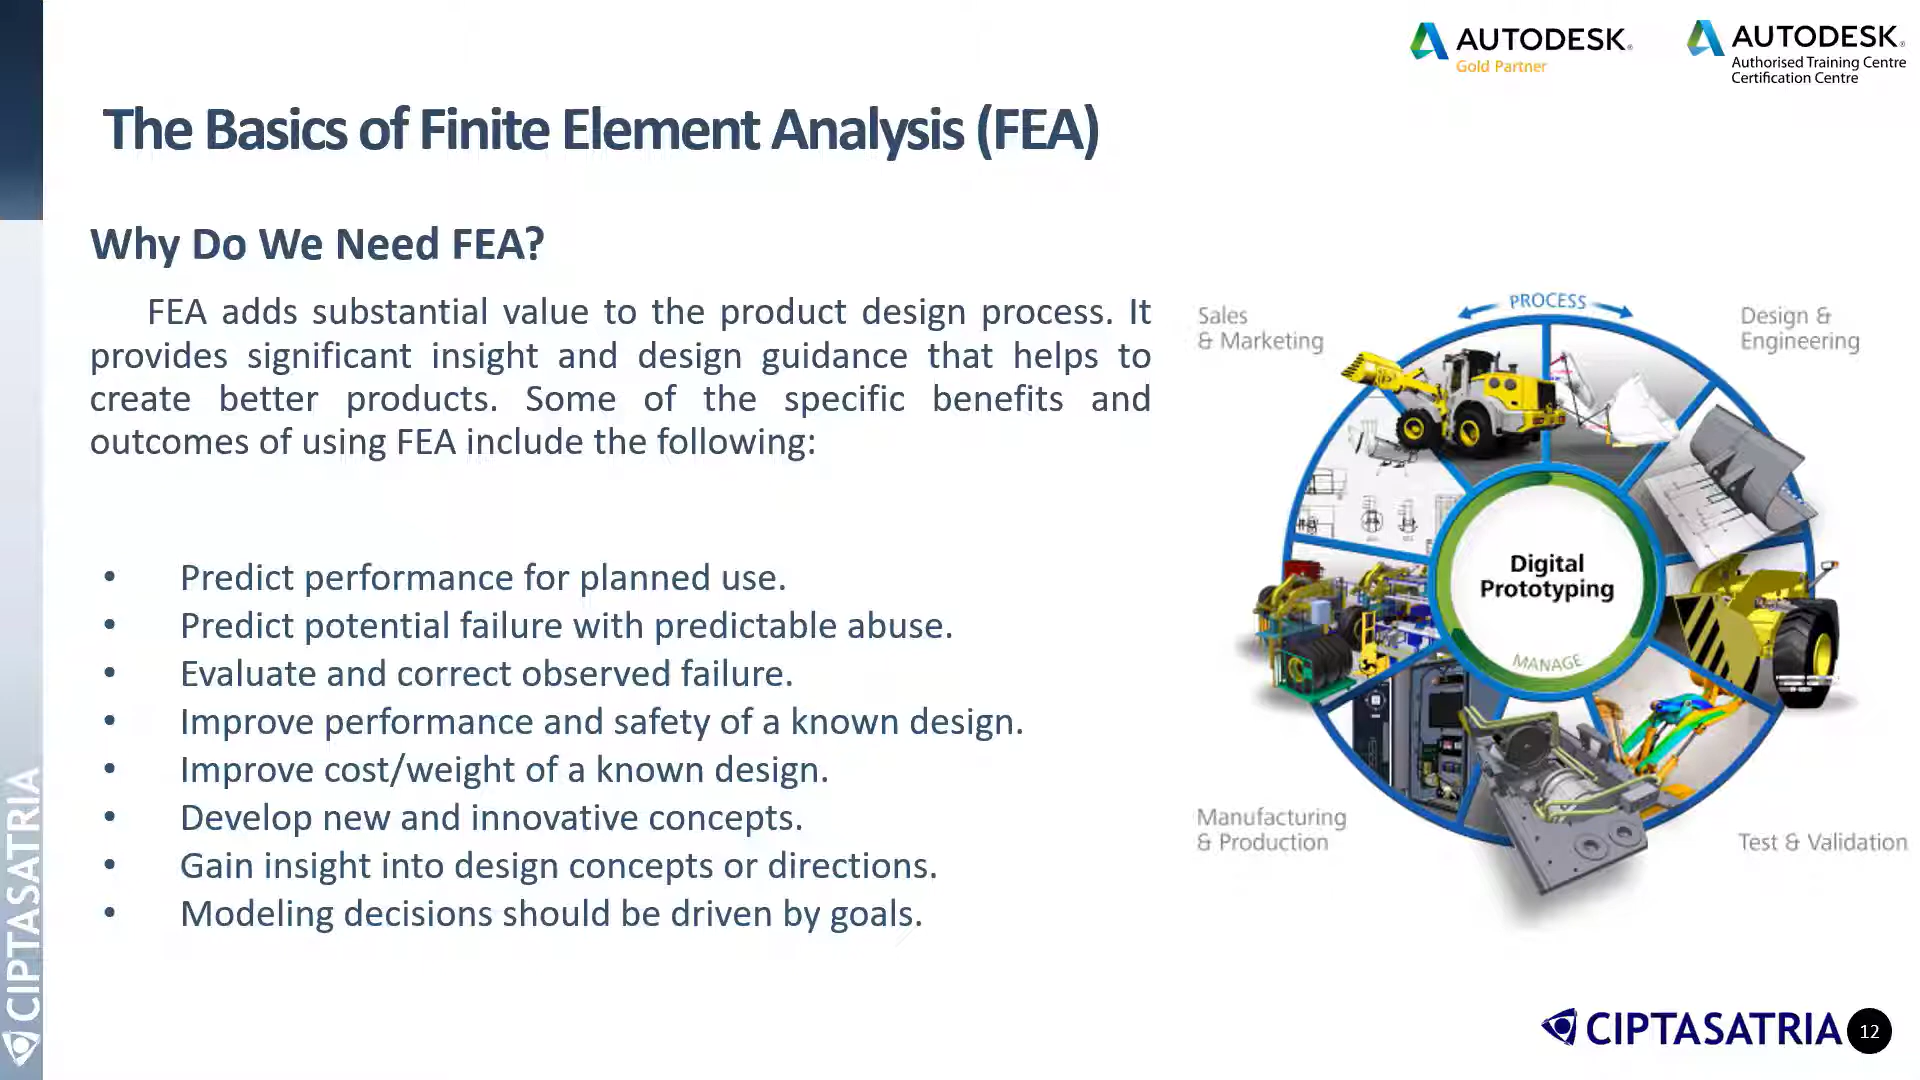 AUTODESK®
Gold Partner
AUTODESK®
Authorised Training Centre
Certification Centre
The Basics of Finite Element Analysis (FEA)
Why Do We Need FEA?
FEA adds substantial value to the product design process. It
provides significant insight and design guidance that helps to
create better products. Some of the specific benefits and
outcomes of using FEA include the following:
• Predict performance for planned use.
• Predict potential failure with predictable abuse.
• Evaluate and correct observed failure.
• Improve performance and safety of a known design.
• Improve cost/weight of a known design.
• Develop new and innovative concepts.
• Gain insight into design concepts or directions.
• Modeling decisions should be driven by goals.
PROCESS
Sales
& Marketing
Design &
Engineering
Digital
Prototyping
MANAGE
Manufacturing
& Production
Test & Validation
CIPTASATRIA
CIPTASATRIA
12